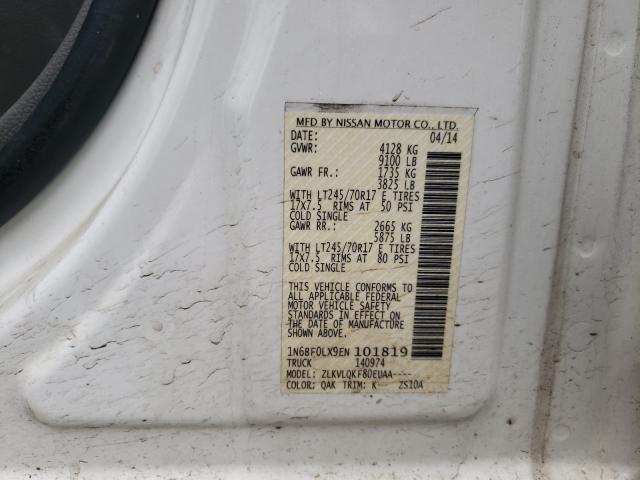 MFD BY NISSAN MOTOR CO., LTD.
DATE: 04/14
GVWR: 4128 KG
9100 LB
GAWR FR.: 1735 KG
3825 LB
WITH LT245/70R17 E TIRES
17X7.5 RIMS AT 50 PSI
COLD SINGLE
GAWR RR.: 2665 KG
5875 LB
WITH LT245/70R17 E TIRES
17X7.5 RIMS AT 80 PSI
COLD SINGLE
THIS VEHICLE CONFORMS TO
ALL APPLICABLE FEDERAL
MOTOR VEHICLE SAFETY
STANDARDS IN EFFECT ON
THE DATE OF MANUFACTURE
SHOWN ABOVE.
1N6BF0LX9EN 101819
TRUCK 140974
MODEL: ZLKVLQKF80EUAA----
COLOR: QAK TRIM: K ZS10A